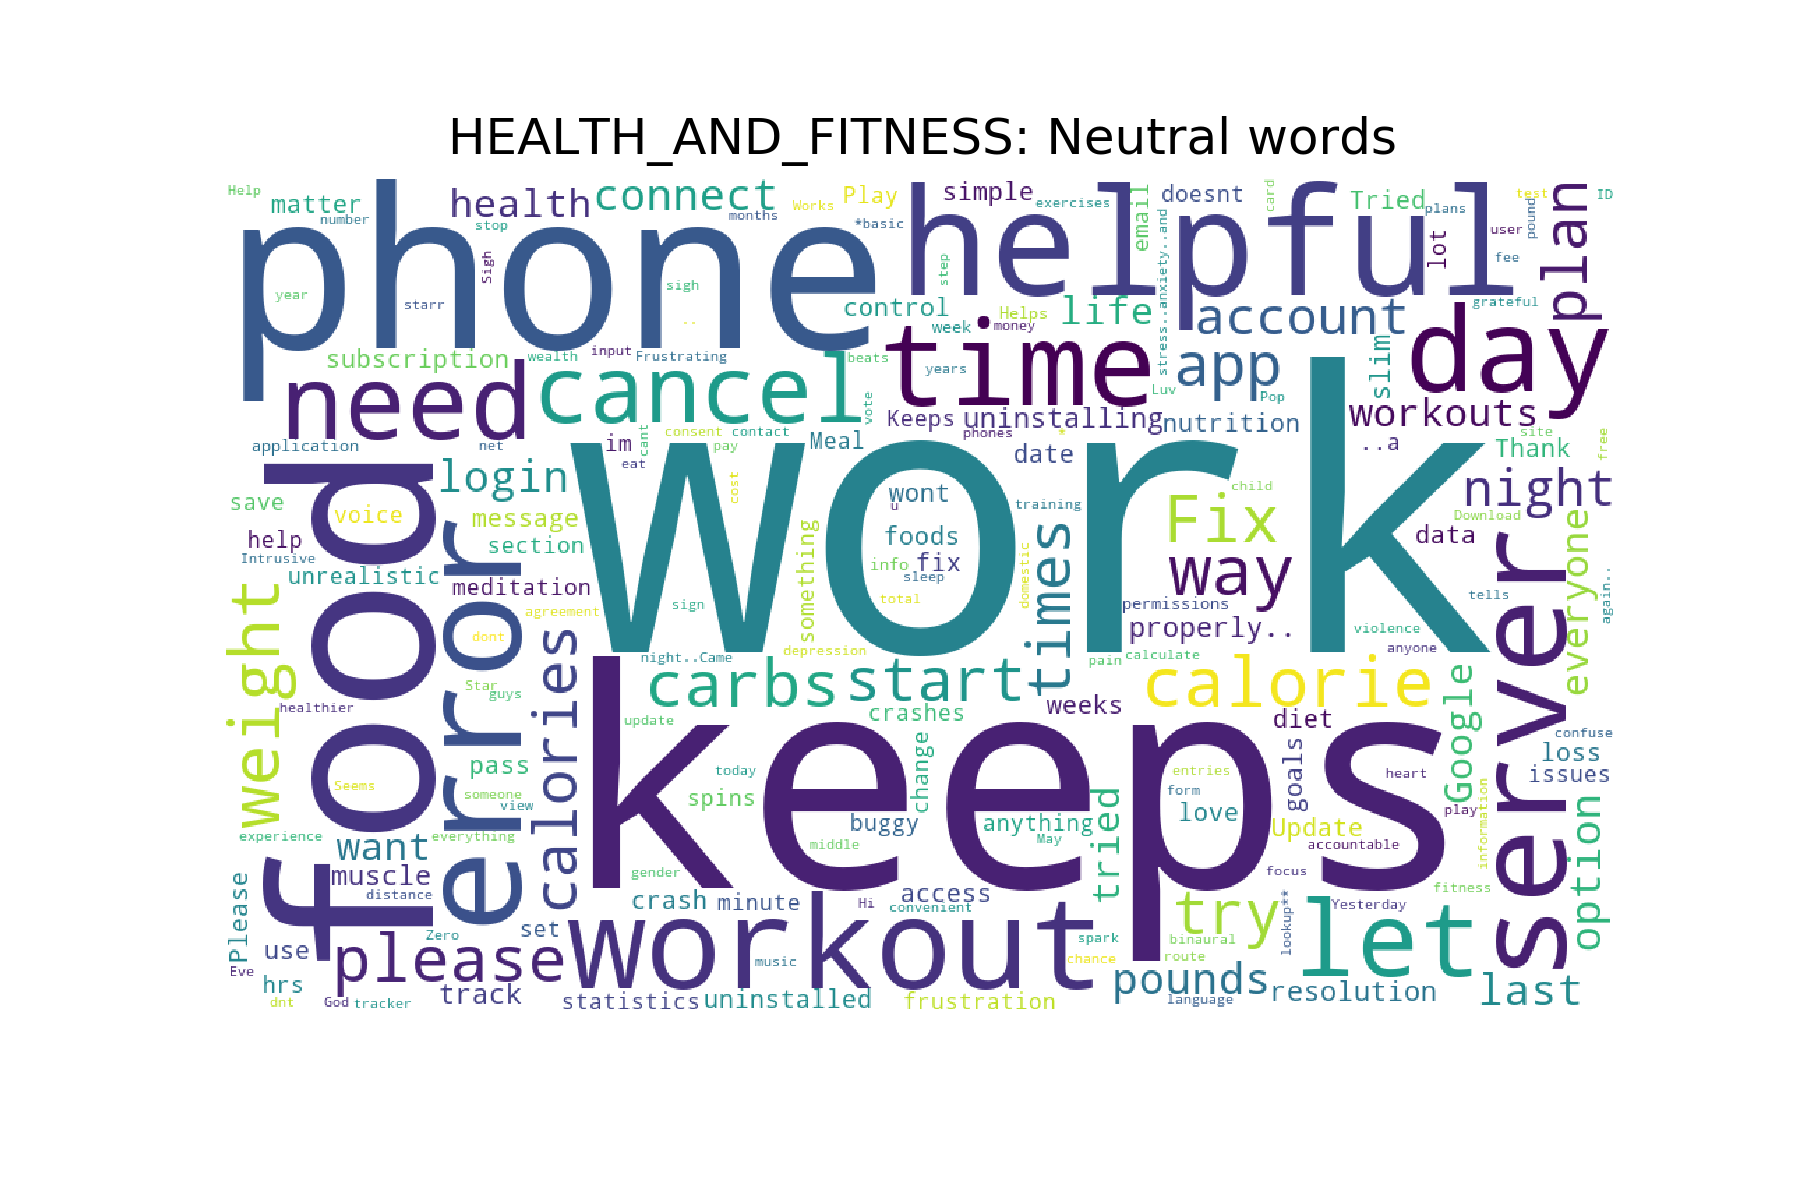 HEALTH_AND_FITNESS: Neutral words
Help
matter
number
phone
health
stop
Sigh
connect
months
Works
Play
*basic
helpful
simple
exercises
email
doesnt
card
Tried
plans
lot
user
pound
test
ID
plan
fee
grateful
year
starr
sigh
..
step
control
week
Helps
money
life
stress..anxiety..and
account
day
subscription
wealth
input
Frustrating
beats
time
years
app
slim
Luv
Pop
need
cancel
vote
Keeps
uninstalling
nutrition
workouts
application
net
im
cant
consent
contact
pay
eat
Meal
phones
*
date
..a
site
Thank
free
food
login
work
cost
wont
u
training
child
Fix
night
save
voice
message
Download
help
section
foods
data
Intrusive
unrealistic
info
fix
sleep
way
everyone
error
meditation
something
domestic
times
weight
agreement
sign
total
permissions
tells
again..
dont
properly..
violence
server
calories
night..Came
depression
pain
calculate
anyone
Star
guys
carbs
start
calorie
healthier
update
crashes
weeks
diet
Google
confuse
loss
pass
today
keeps
change
entries
goals
heart
issues
Seems
someone
view
spins
form
love
play
information
option
experience
everything
buggy
anything
May
tried
Update
want
middle
accountable
muscle
gender
focus
fitness
distance
crash
minute
access
Hi
convenient
try
lookup**
Yesterday
let
Please
set
Zero
workout
spark
binaural
use
please
music
chance
route
Eve
hrs
pounds
resolution
last
dnt
God
tracker
track
statistics
uninstalled
frustration
language